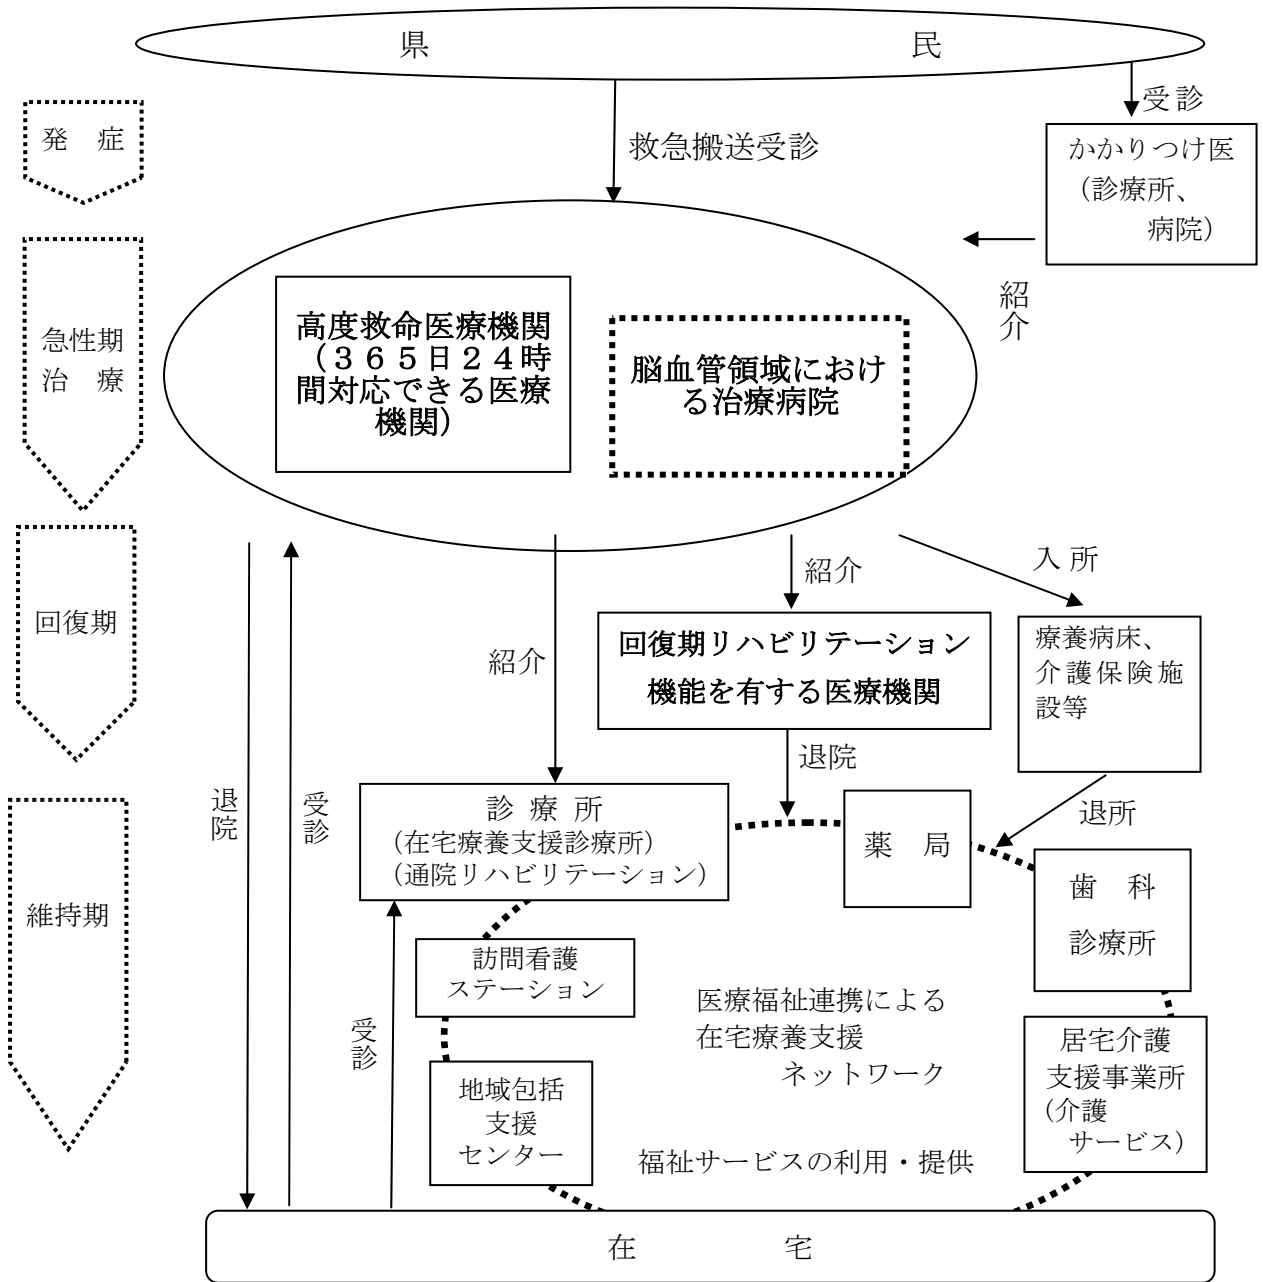 県　民
受診
発　症
救急搬送受診
かかりつけ医
（診療所、
病院）
紹介
急性期
治　療
高度救命医療機関
（３６５日２４時
間対応できる医療
機関）
脳血管領域におけ
る治療病院
回復期
紹介
紹介
入所
回復期リハビリテーション
機能を有する医療機関
療養病床、
介護保険施
設等
退院
退所
退院
受診
維持期
診療所
（在宅療養支援診療所）
（通院リハビリテーション）
薬　局
歯　科
診療所
訪問看護
ステーション
医療福祉連携による
在宅療養支援
ネットワーク
受診
地域包括
支援
センター
居宅介護
支援事業所
（介護
サービス）
福祉サービスの利用・提供
在　宅